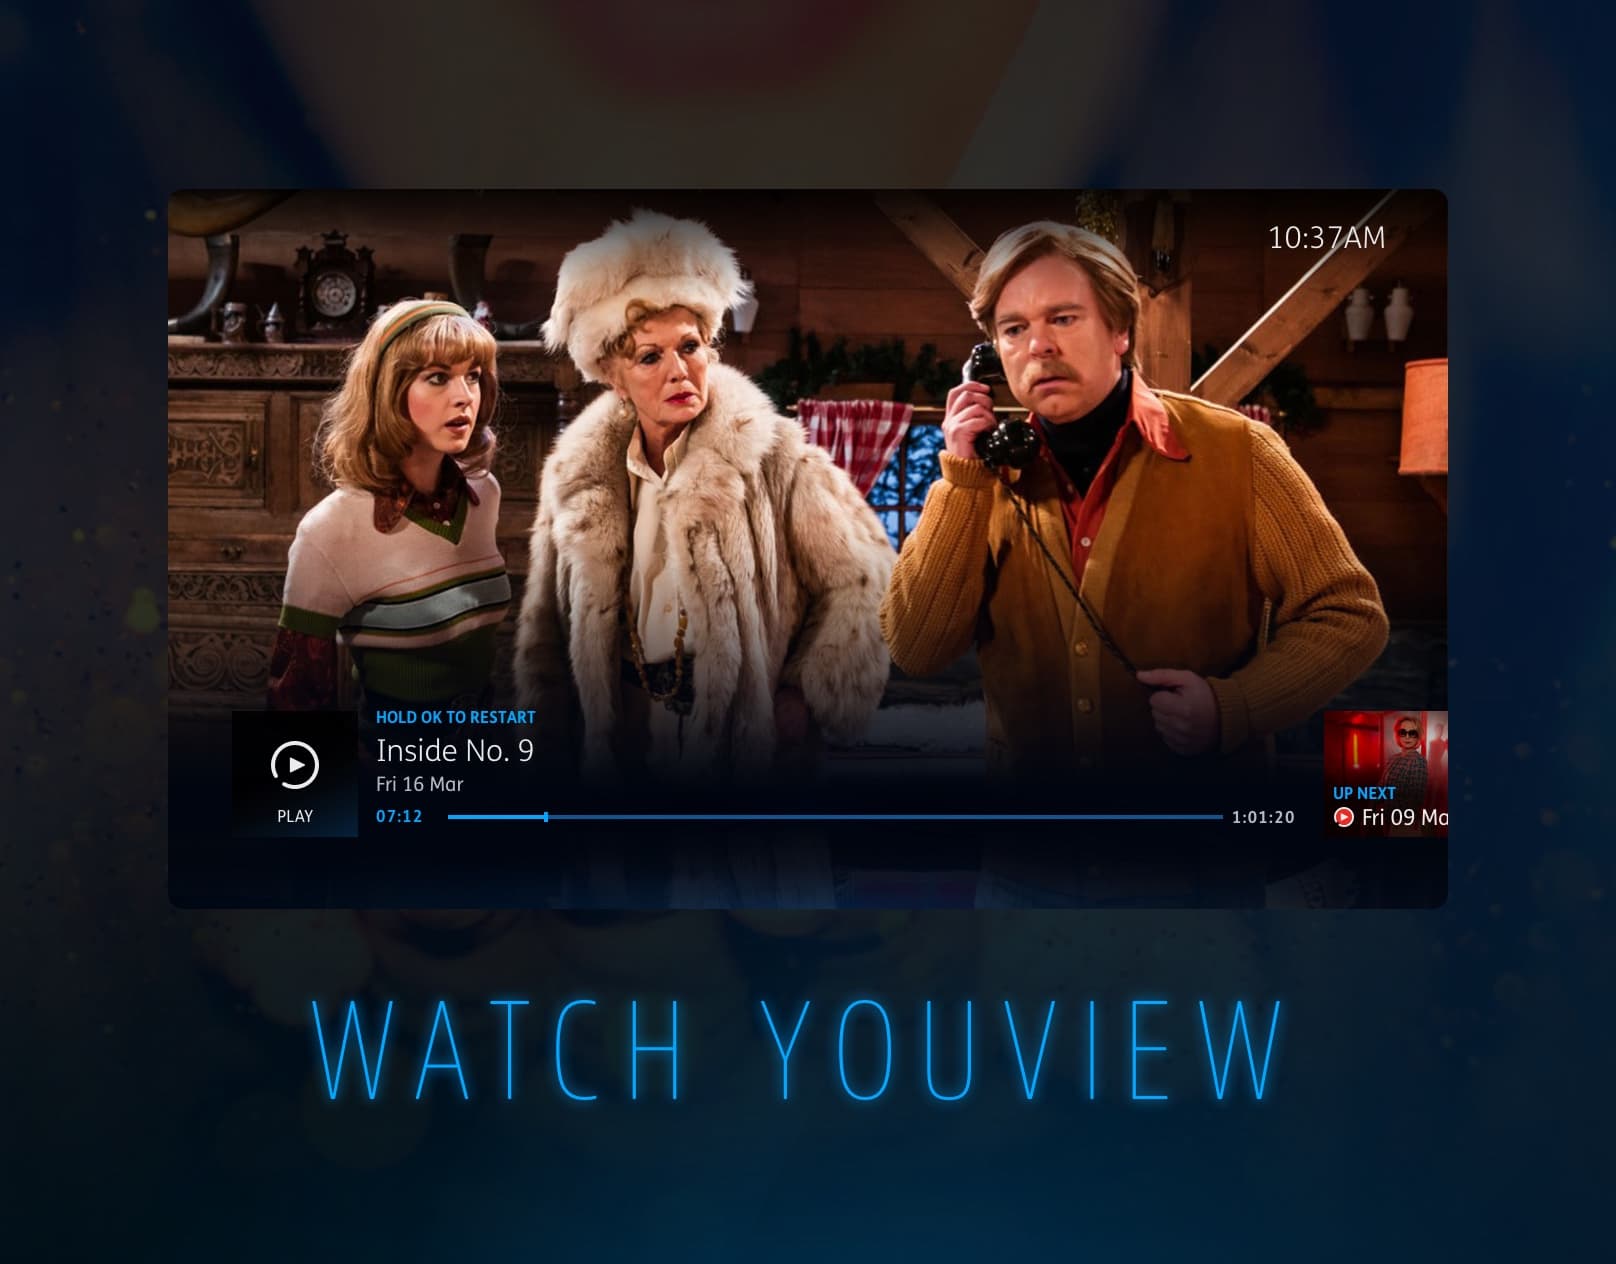 10:37AM
HOLD OK TO RESTART
Inside No. 9
Fri 16 Mar
PLAY
07:12
1:01:20
UP NEXT
Fri 09 Ma
WATCH YOUVIEW